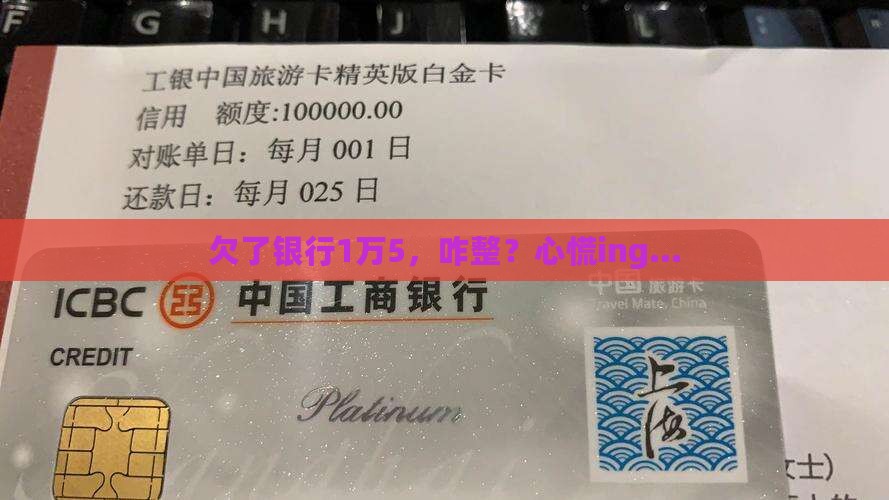 F G H J
工银中国旅游卡精英版白金卡
信用 额度:100000.00
对账单日：每月 001 日
还款日：每月 025 日
欠了银行1万5，咋整？心慌ing...
ICBC 中国工商银行
中国 旅游卡
Travel Mate, China
CREDIT
Platinum
上海
女士)